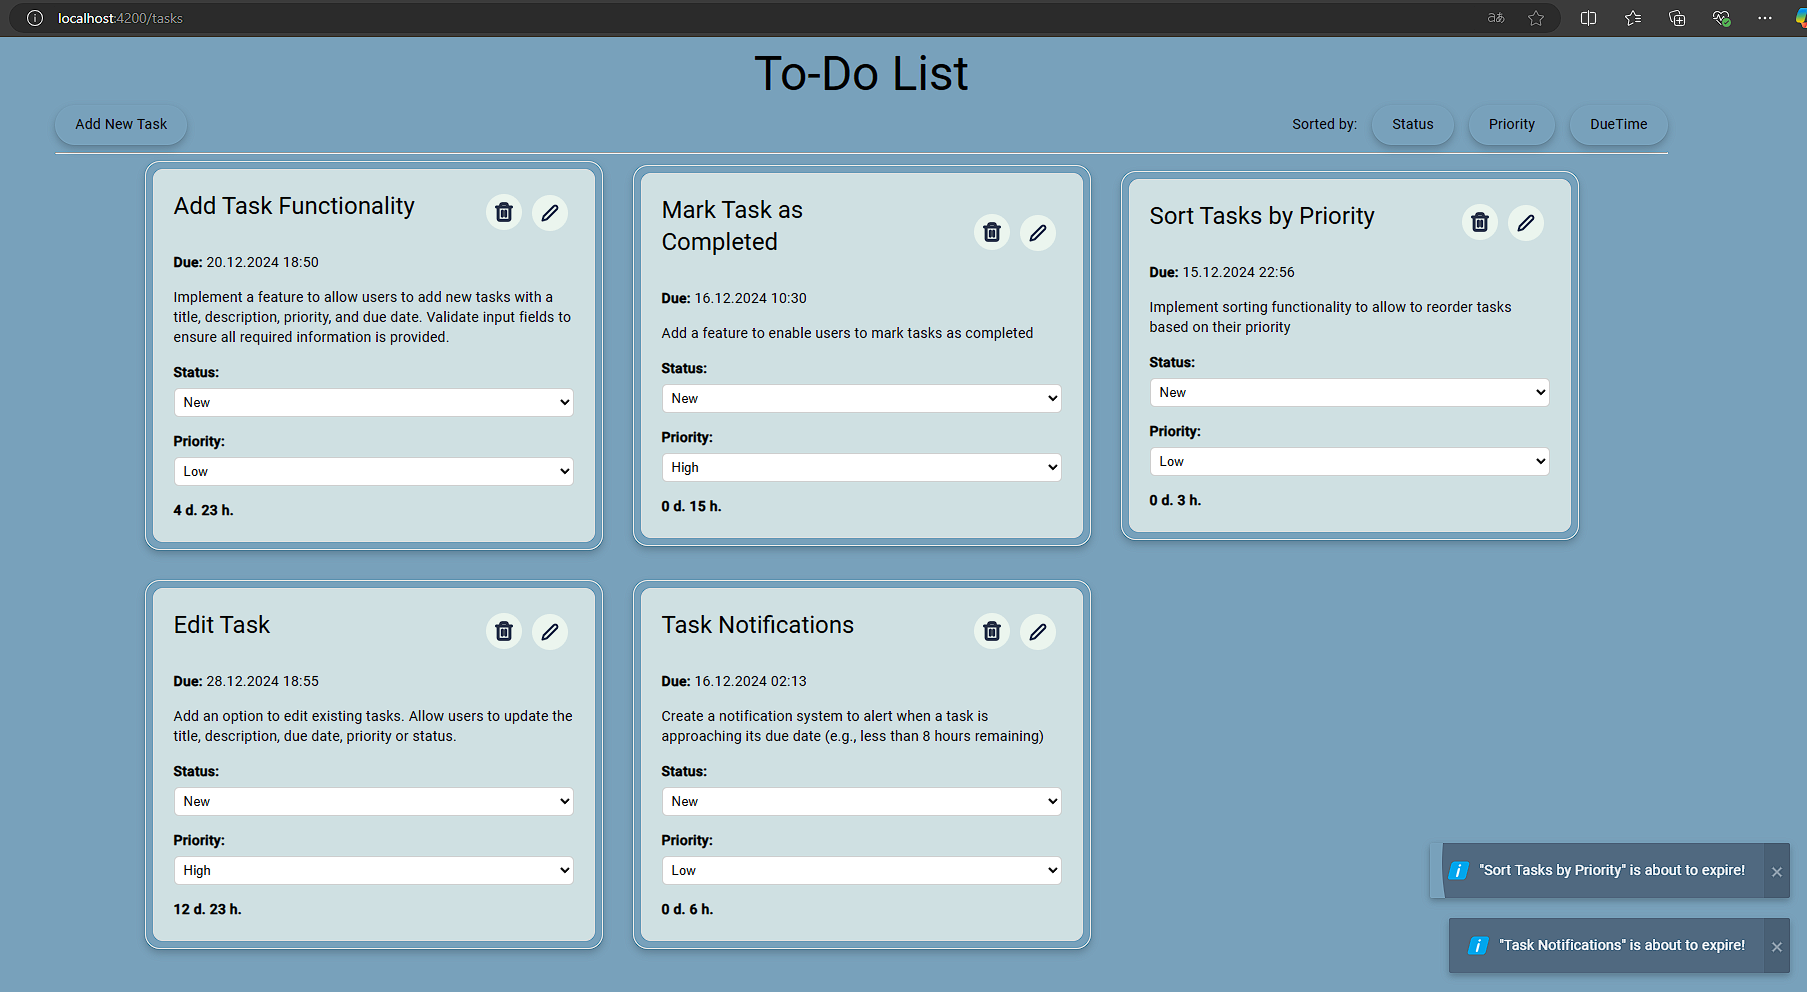 localhost:4200/tasks
aあ
To-Do List
Add New Task
Sorted by:
Status
Priority
DueTime
Add Task Functionality
Due: 20.12.2024 18:50
Implement a feature to allow users to add new tasks with a
title, description, priority, and due date. Validate input fields to
ensure all required information is provided.
Status:
New
Priority:
Low
4 d. 23 h.
Mark Task as
Completed
Due: 16.12.2024 10:30
Add a feature to enable users to mark tasks as completed
Status:
New
Priority:
High
0 d. 15 h.
Sort Tasks by Priority
Due: 15.12.2024 22:56
Implement sorting functionality to allow to reorder tasks
based on their priority
Status:
New
Priority:
Low
0 d. 3 h.
Edit Task
Due: 28.12.2024 18:55
Add an option to edit existing tasks. Allow users to update the
title, description, due date, priority or status.
Status:
New
Priority:
High
12 d. 23 h.
Task Notifications
Due: 16.12.2024 02:13
Create a notification system to alert when a task is
approaching its due date (e.g., less than 8 hours remaining)
Status:
New
Priority:
Low
0 d. 6 h.
"Sort Tasks by Priority" is about to expire!
"Task Notifications" is about to expire!